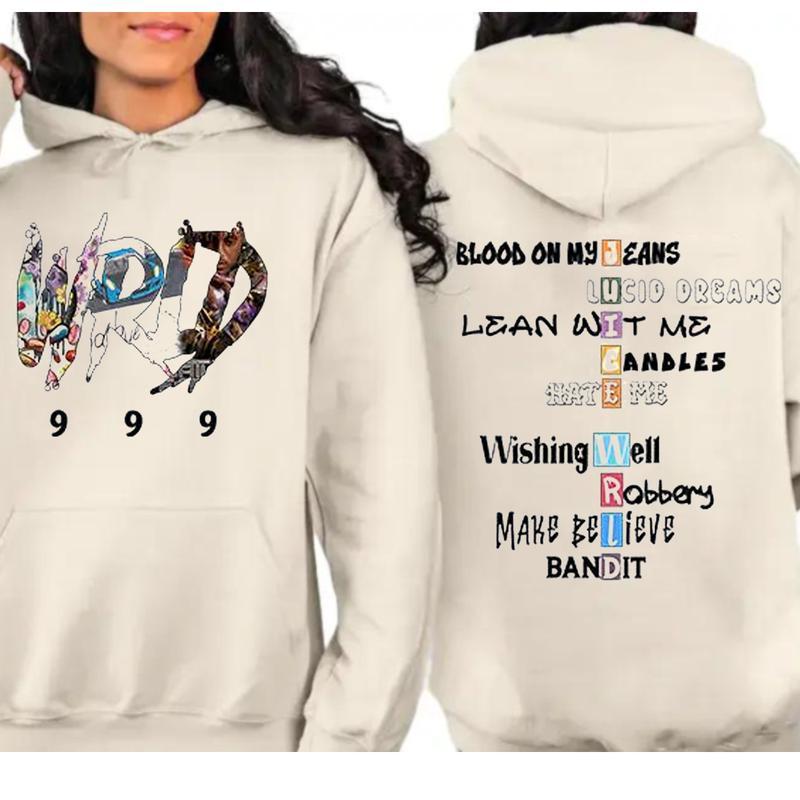 WRLD
9 9 9
BLOOD ON MY JEANS
LUCID DREAMS
LEAN WIT ME
CANDLES
HATE ME
Wishing Well
Robbery
MAKE BELIEVE
BANDIT